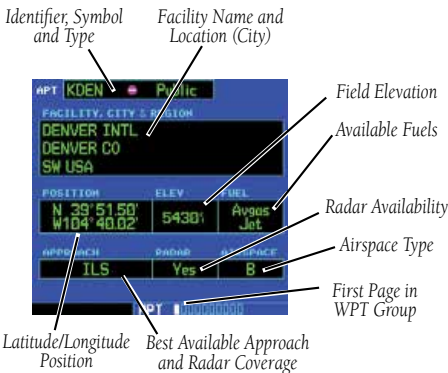 Identifier, Symbol
and Type
Facility Name and
Location (City)
APT KDEN Public
FACILITY, CITY & REGION
DENVER INTL
DENVER CO
SW USA
Field Elevation
Available Fuels
POSITION ELEV FUEL
N 39°51.50'
W104°40.02'
5430
Avgas
Jet
Radar Availability
Airspace Type
APPROACH RADAR AIRSPACE
ILS Yes B
First Page in
WPT Group
Latitude/Longitude
Position
Best Available Approach
and Radar Coverage